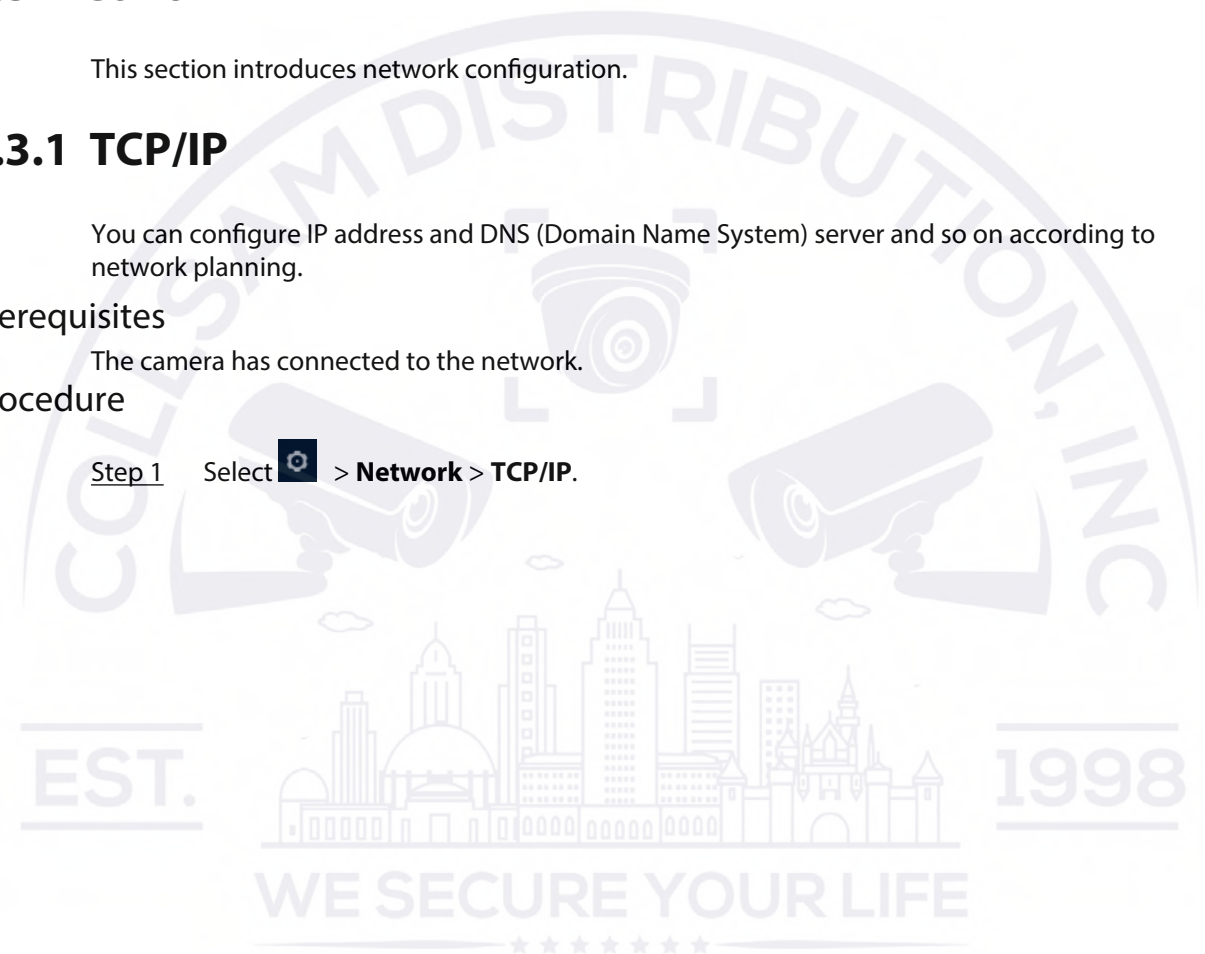 This section introduces network configuration.
.3.1 TCP/IP
You can configure IP address and DNS (Domain Name System) server and so on according to
network planning.
erequisites
The camera has connected to the network.
ocedure
Step 1 Select > Network > TCP/IP.
COLLSAM DISTRIBUTION, INC
EST.
1998
WE SECURE YOUR LIFE